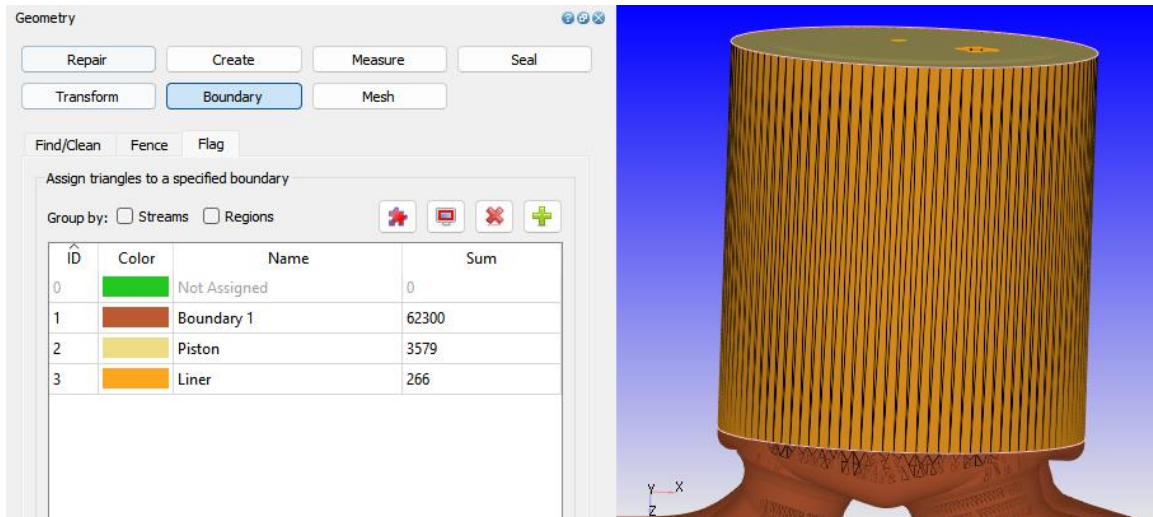 Geometry
Repair Create Measure Seal
Transform Boundary Mesh
Find/Clean Fence Flag
Assign triangles to a specified boundary
Group by: Streams Regions
ID Color Name Sum
0 Not Assigned 0
1 Boundary 1 62300
2 Piston 3579
3 Liner 266
Y X
Z